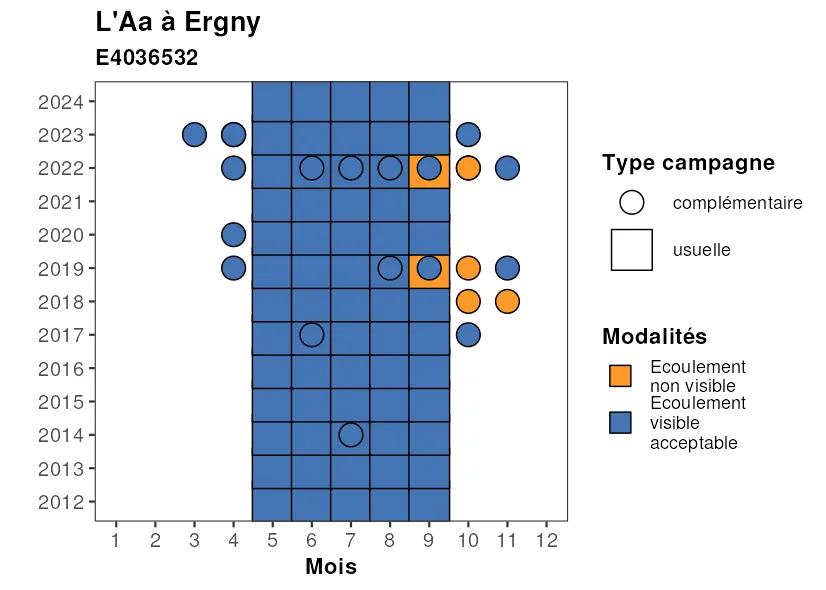 L'Aa à Ergny
E4036532
2024
2023
2022
2021
2020
2019
2018
2017
2016
2015
2014
2013
2012
1 2 3 4 5 6 7 8 9 10 11 12
Mois
Type campagne
complémentaire
usuelle
Modalités
Ecoulement
non visible
Ecoulement
visible
acceptable